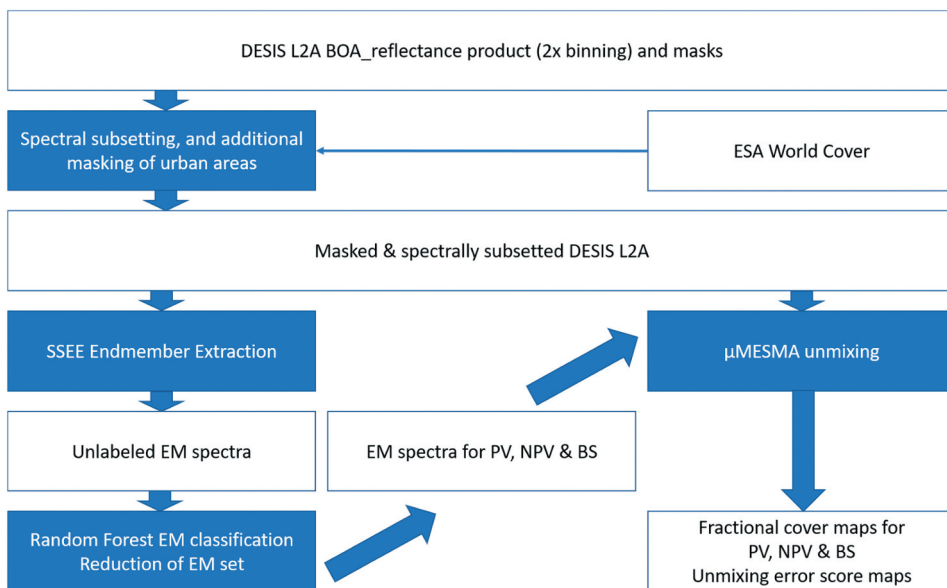 DESIS L2A BOA_reflectance product (2x binning) and masks
Spectral subsetting, and additional
masking of urban areas
ESA World Cover
Masked & spectrally subsetted DESIS L2A
SSEE Endmember Extraction
µMESMA unmixing
Unlabeled EM spectra
EM spectra for PV, NPV & BS
Random Forest EM classification
Reduction of EM set
Fractional cover maps for
PV, NPV & BS
Unmixing error score maps